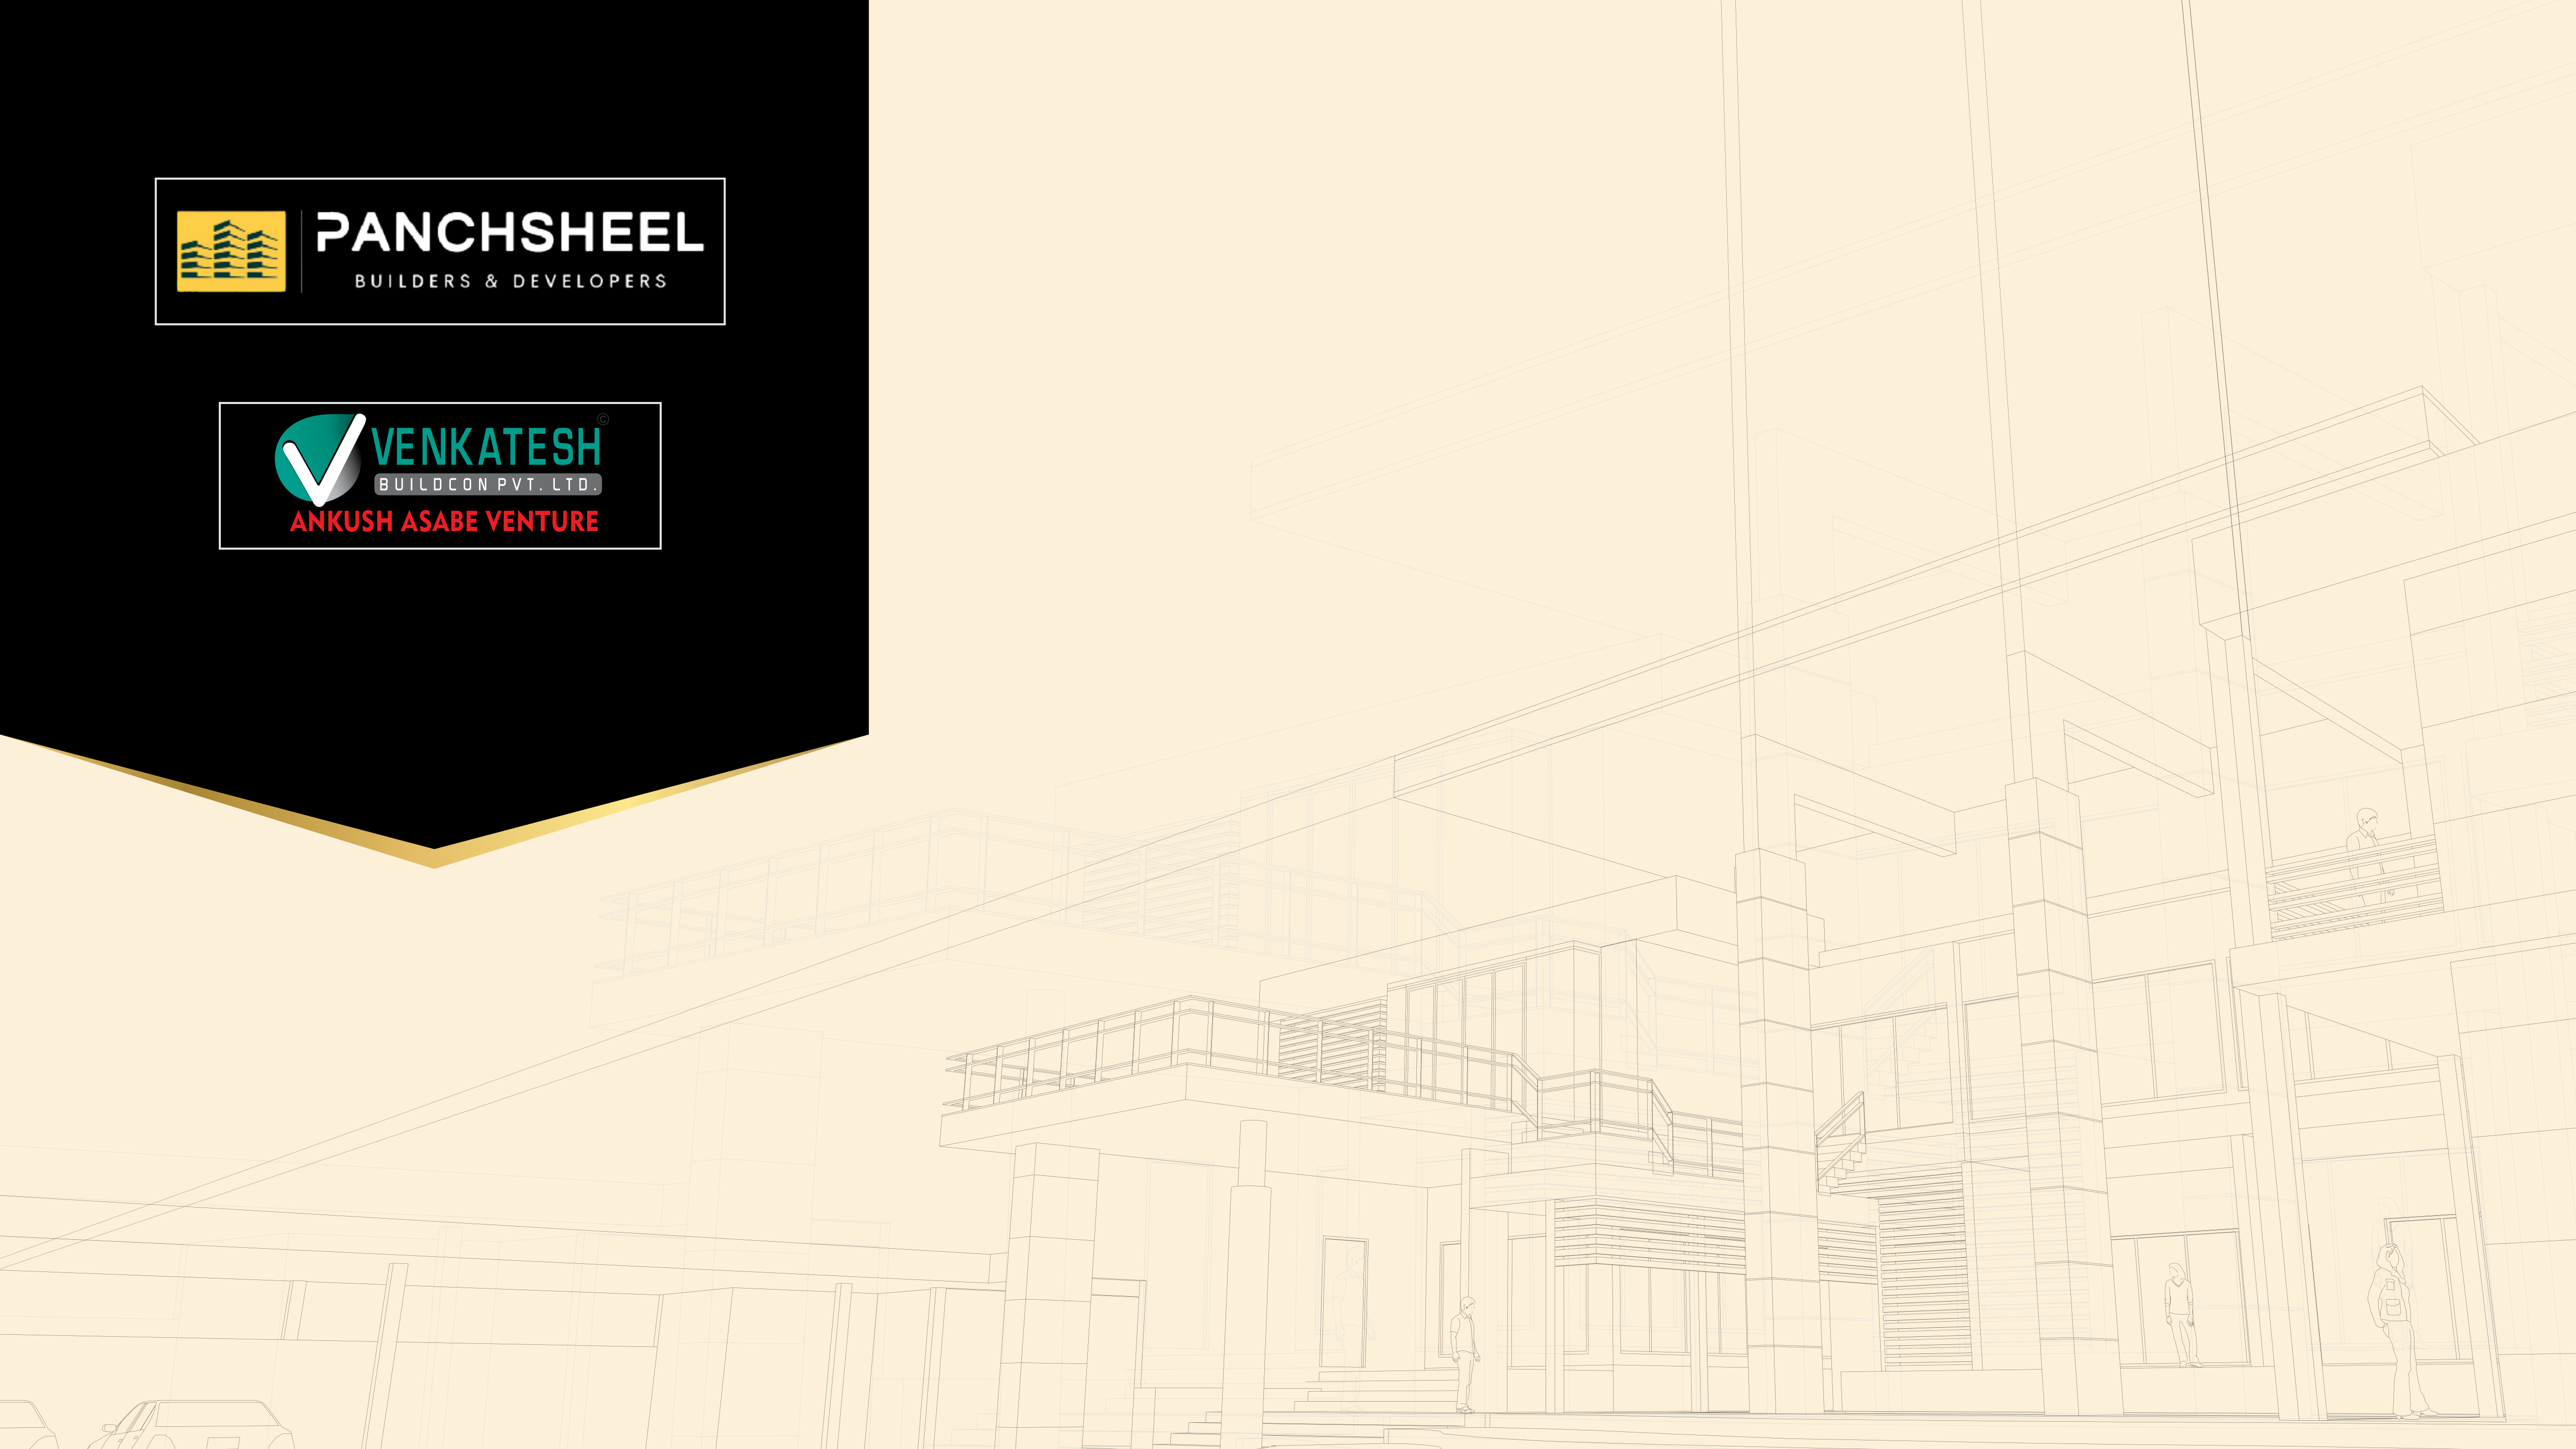 PANCHSHEEL
BUILDERS & DEVELOPERS
VENKATESH ©
BUILDCON PVT. LTD.
ANKUSH ASABE VENTURE